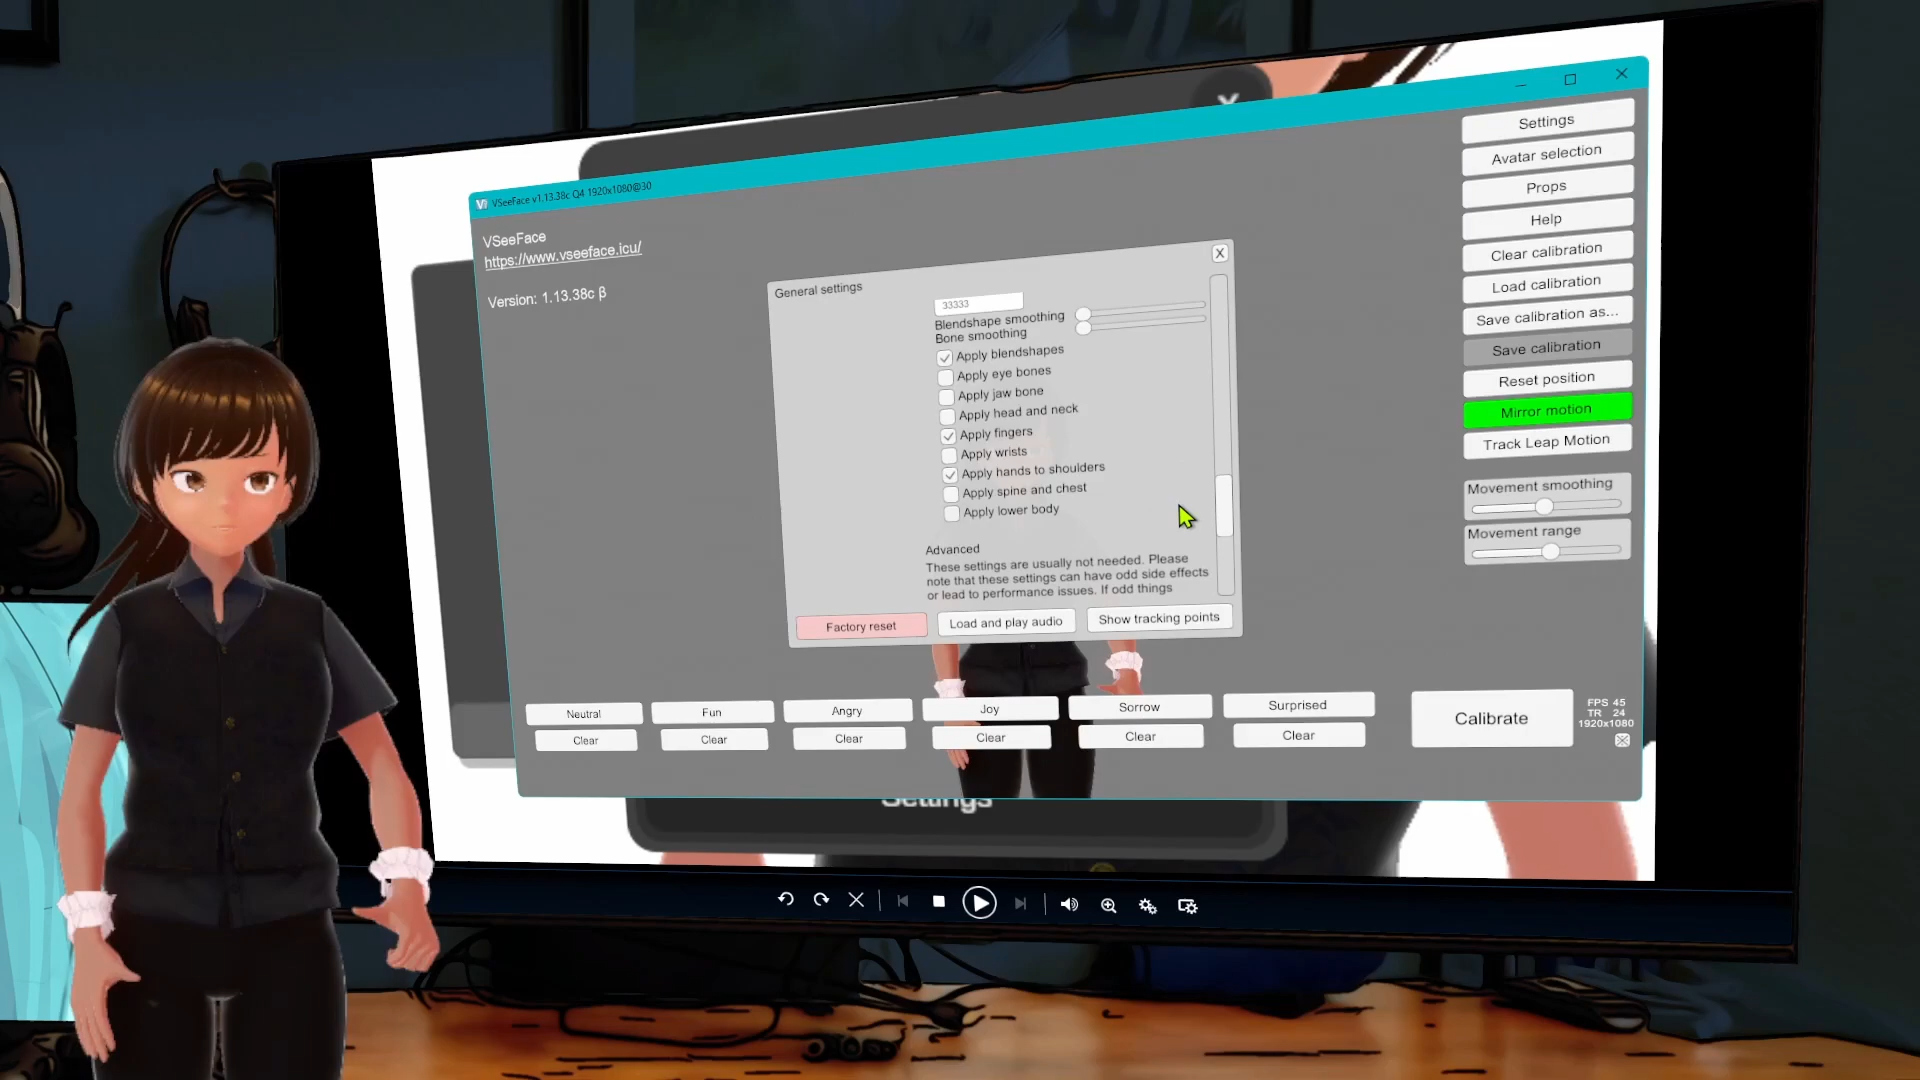 VSeeFace v1.13.38c Q4 1920x1080@30
VSeeFace
https://www.vseeface.icu/
Version: 1.13.38c β
General settings
X
33333
Blendshape smoothing
Bone smoothing
Apply blendshapes
Apply eye bones
Apply jaw bone
Apply head and neck
Apply fingers
Apply wrists
Apply hands to shoulders
Apply spine and chest
Apply lower body
Advanced
These settings are usually not needed. Please
note that these settings can have odd side effects
or lead to performance issues. If odd things
Factory reset
Load and play audio
Show tracking points
Settings
Avatar selection
Props
Help
Clear calibration
Load calibration
Save calibration as...
Save calibration
Reset position
Mirror motion
Track Leap Motion
Movement smoothing
Movement range
Neutral
Fun
Angry
Joy
Sorrow
Surprised
Clear
Clear
Clear
Clear
Clear
Clear
Calibrate
FPS 45
TR 24
1920x1080
Settings